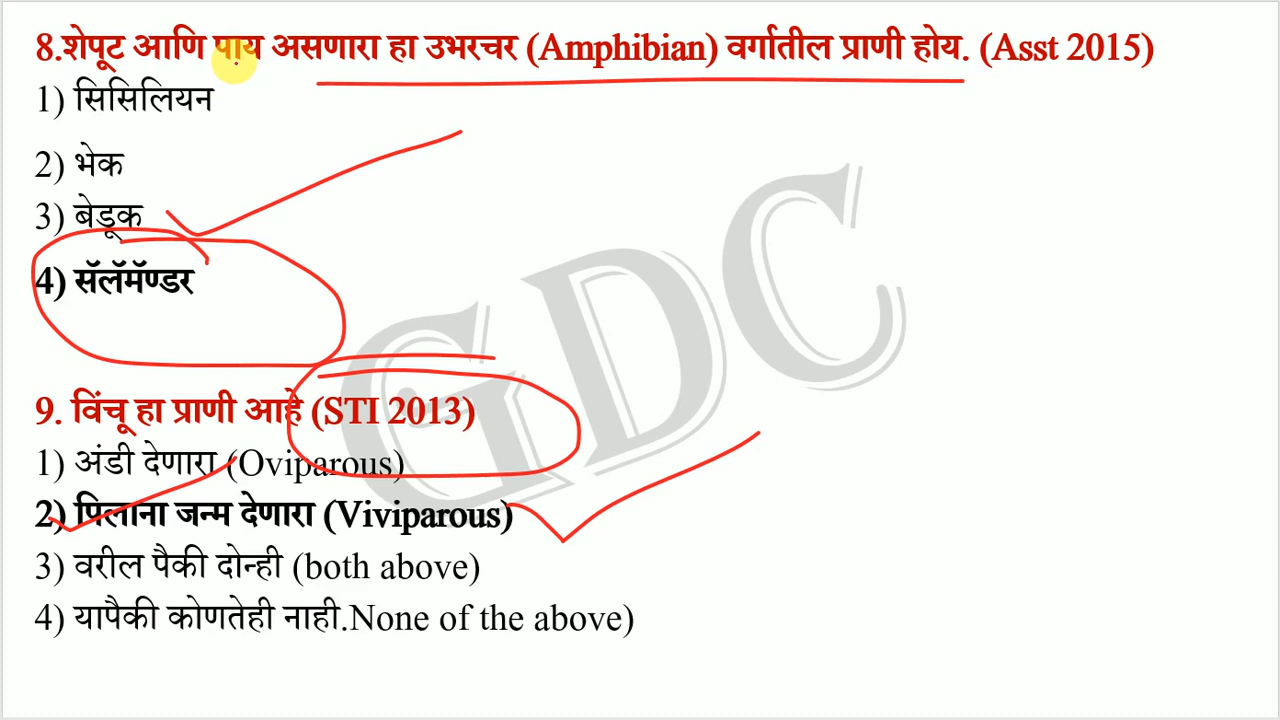 8.शेपूट आणि पाय असणारा हा उभरचर (Amphibian) वर्गातील प्राणी होय. (Asst 2015)
1) सिसिलियन
2) भेक
3) बेडूक
4) सॅलॅमॅण्डर
GDC
9. विंचू हा प्राणी आहे (STI 2013)
1) अंडी देणारा (Oviparous)
2) पिलाना जन्म देणारा (Viviparous)
3) वरील पैकी दोन्ही (both above)
4) यापैकी कोणतेही नाही.None of the above)